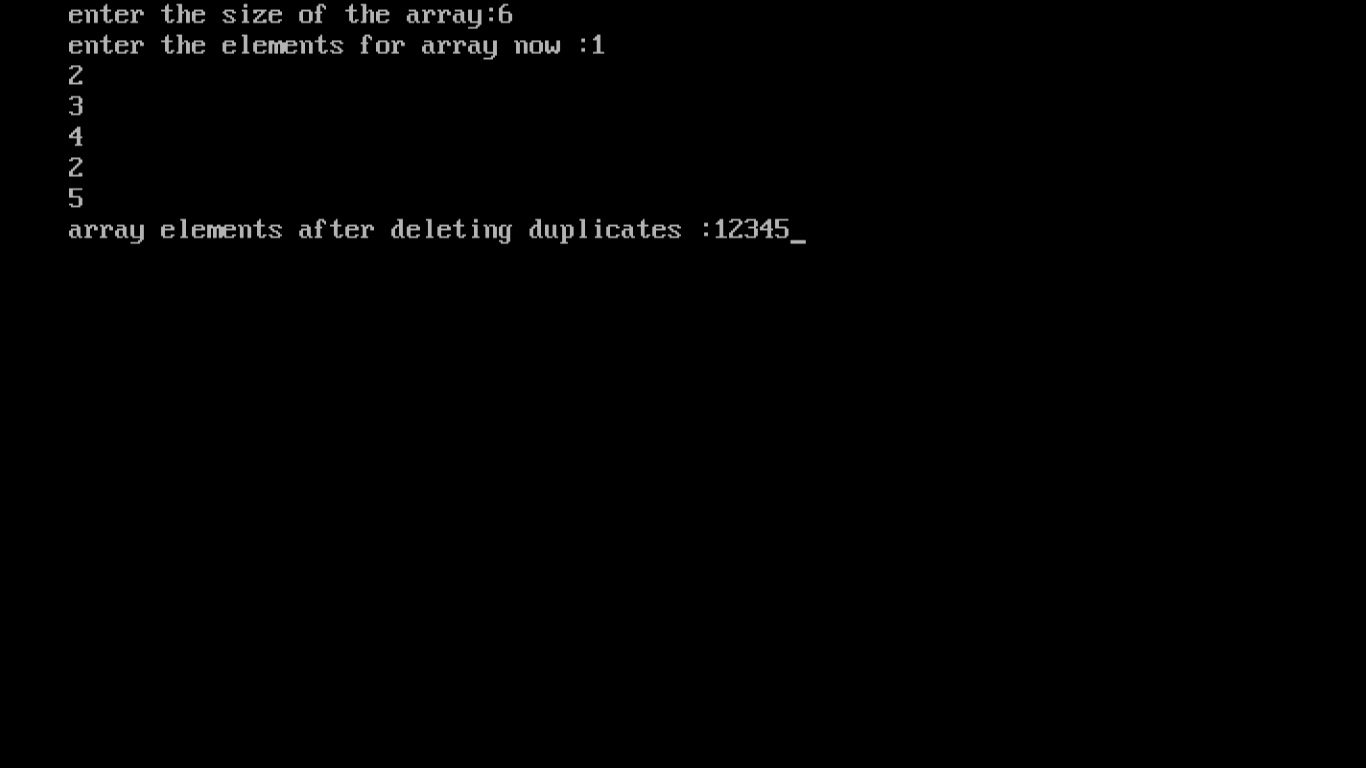 enter the size of the array:6
enter the elements for array now :1
2
3
4
2
5
array elements after deleting duplicates :12345_